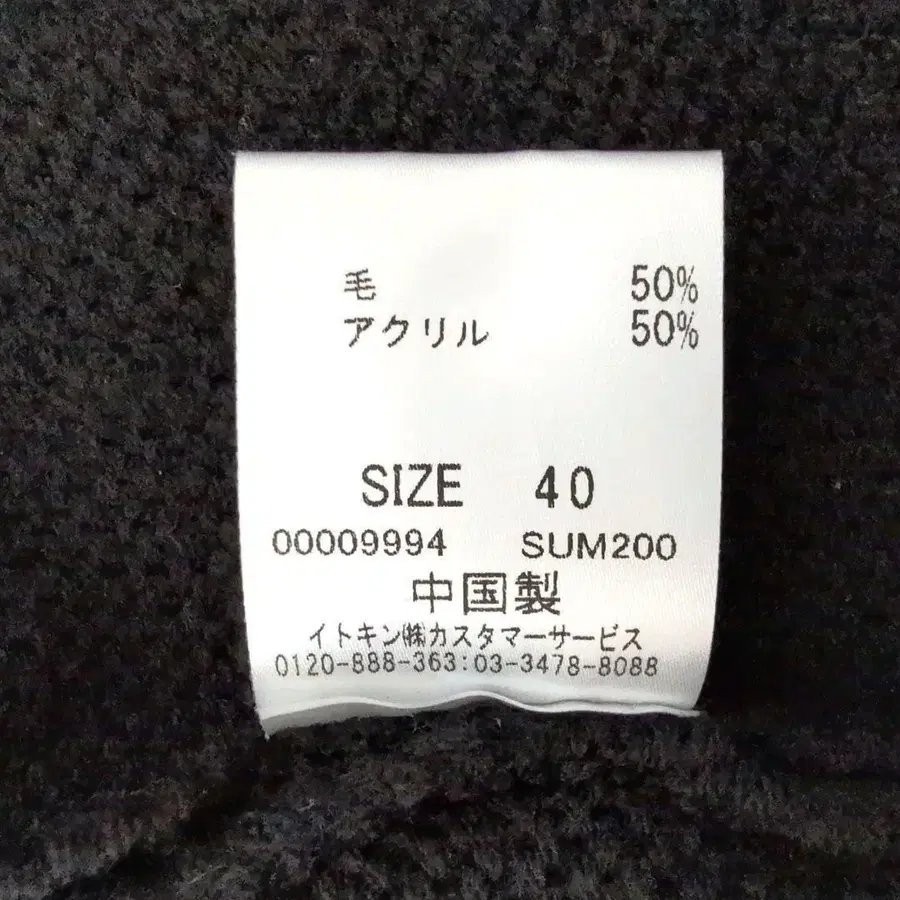 毛 50%
アクリル 50%
SIZE 40
00009994 SUM200
中国製
イトキン㈱カスタマーサービス
0120-888-363:03-3478-8088